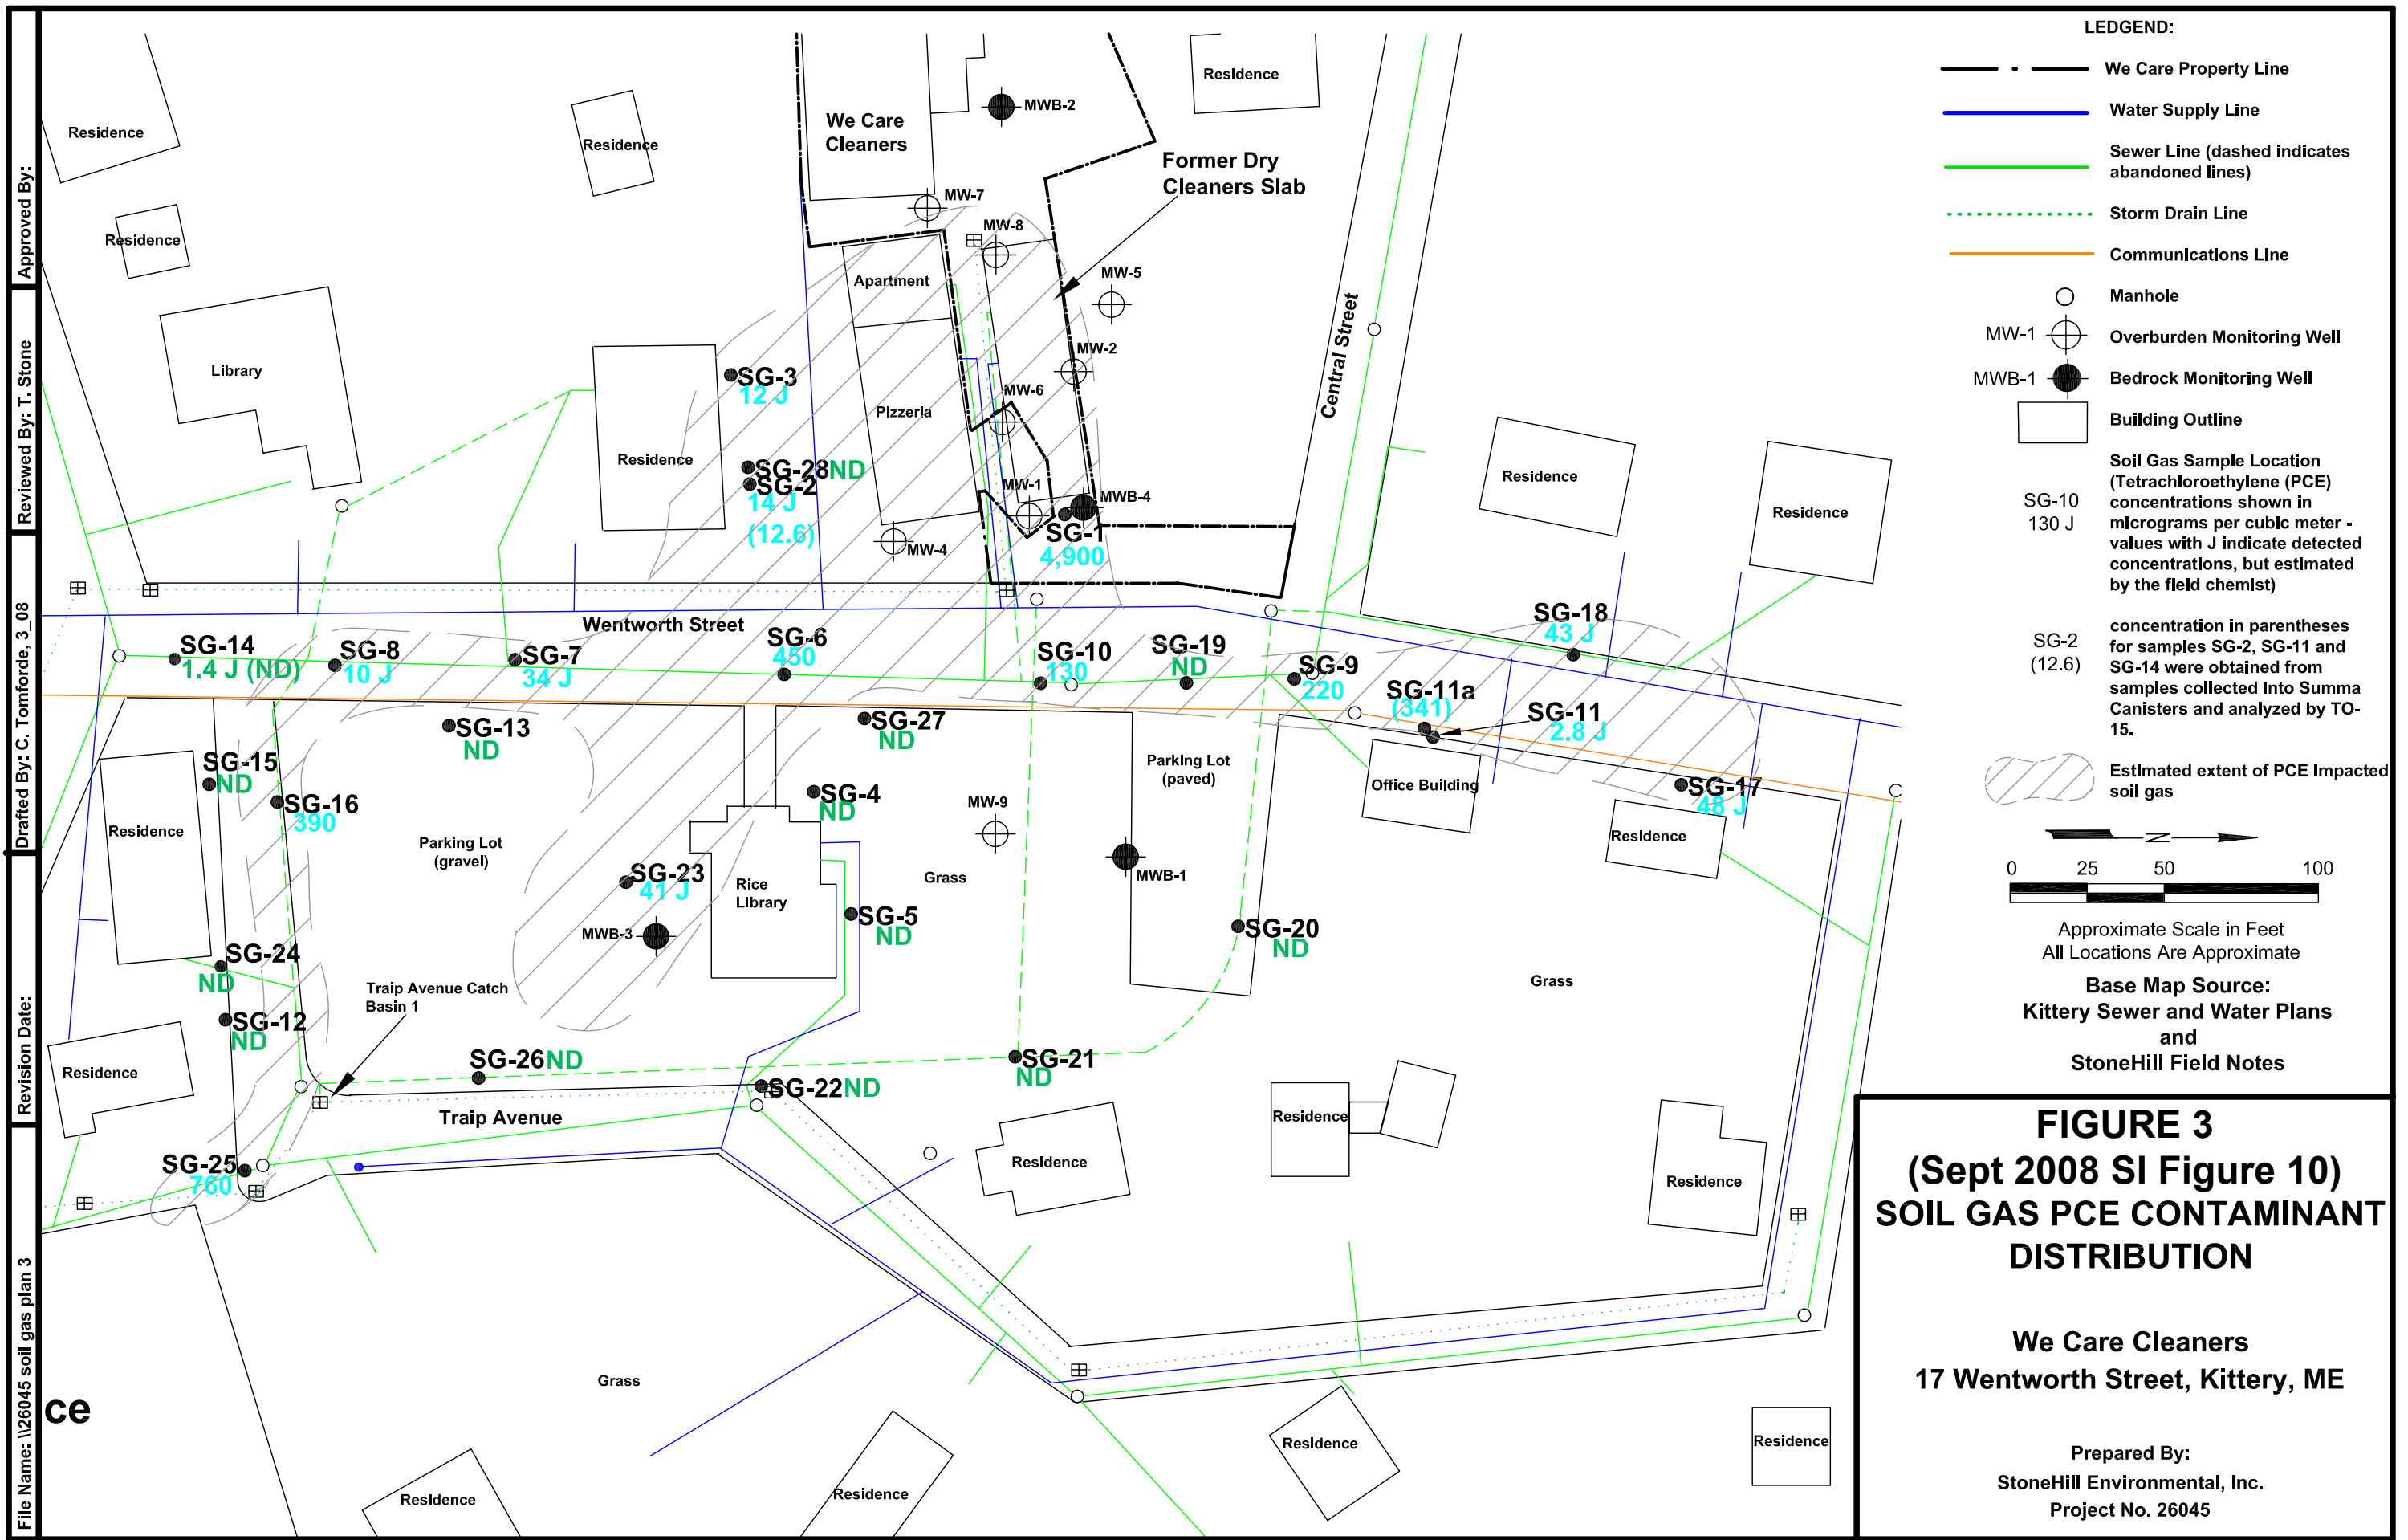 Approved By:
Reviewed By: T. Stone
Drafted By: C. Tomforde, 3_08
Revision Date:
File Name: \\26045 soil gas plan 3
Residence
Residence
Residence
Library
Residence
We Care
Cleaners
MWB-2
Residence
MW-7
MW-8
Former Dry
Cleaners Slab
Apartment
MW-5
MW-2
Pizzeria
MW-6
SG-3
12 J
SG-28 ND
SG-2
14 J
(12.6)
MW-4
MW-1
MWB-4
SG-1
4,900
Central Street
Residence
Residence
Wentworth Street
SG-14
1.4 J (ND)
SG-8
10 J
SG-7
34 J
SG-6
450
SG-10
130
SG-19
ND
SG-9
220
SG-18
43 J
SG-11a
(341)
SG-11
2.8 J
SG-17
48 J
SG-13
ND
SG-27
ND
SG-15
ND
SG-16
390
Residence
Parking Lot
(gravel)
SG-4
ND
MW-9
Parking Lot
(paved)
Office Building
Residence
SG-23
41 J
Rice
Library
Grass
MWB-1
MWB-3
SG-5
ND
SG-20
ND
Grass
SG-24
ND
SG-12
ND
Traip Avenue Catch
Basin 1
Residence
SG-26 ND
SG-22 ND
SG-21
ND
Traip Avenue
SG-25
760
Residence
Residence
Residence
Grass
ce
Residence
Residence
Residence
Residence
LEDGEND:
We Care Property Line
Water Supply Line
Sewer Line (dashed indicates
abandoned lines)
Storm Drain Line
Communications Line
Manhole
MW-1 Overburden Monitoring Well
MWB-1 Bedrock Monitoring Well
Building Outline
SG-10
130 J
Soil Gas Sample Location
(Tetrachloroethylene (PCE)
concentrations shown in
micrograms per cubic meter -
values with J indicate detected
concentrations, but estimated
by the field chemist)
SG-2
(12.6)
concentration in parentheses
for samples SG-2, SG-11 and
SG-14 were obtained from
samples collected Into Summa
Canisters and analyzed by TO-
15.
Estimated extent of PCE Impacted
soil gas
N
0 25 50 100
Approximate Scale in Feet
All Locations Are Approximate
Base Map Source:
Kittery Sewer and Water Plans
and
StoneHill Field Notes
FIGURE 3
(Sept 2008 SI Figure 10)
SOIL GAS PCE CONTAMINANT
DISTRIBUTION
We Care Cleaners
17 Wentworth Street, Kittery, ME
Prepared By:
StoneHill Environmental, Inc.
Project No. 26045